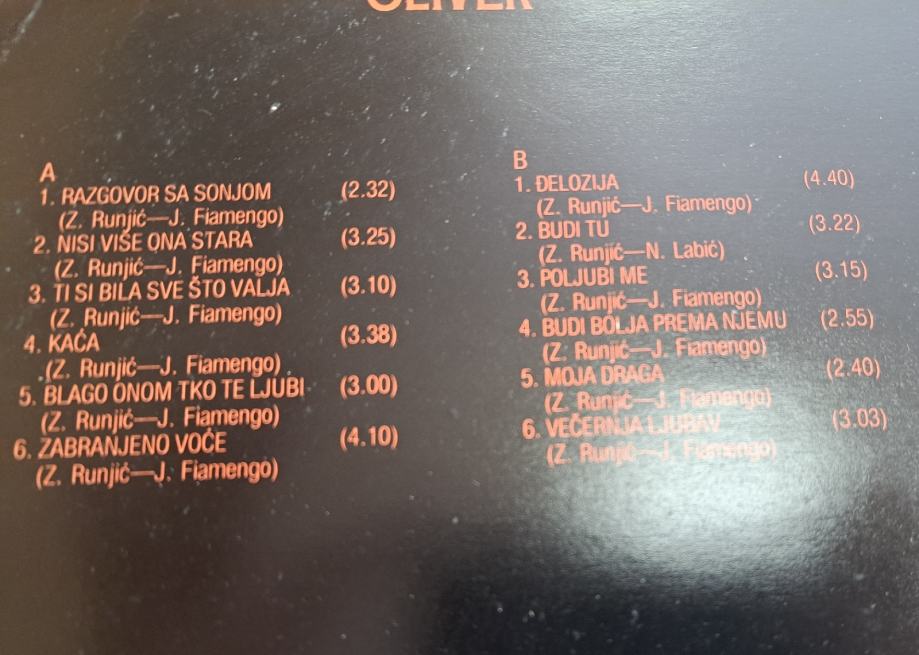 OLIVER
A
1. RAZGOVOR SA SONJOM (2.32)
(Z. Runjić—J. Fiamengo)
2. NISI VIŠE ONA STARA (3.25)
(Z. Runjić—J. Fiamengo)
3. TI SI BILA SVE ŠTO VALJA (3.10)
(Z. Runjić—J. Fiamengo)
4. KAĆA (3.38)
(Z. Runjić—J. Fiamengo)
5. BLAGO ONOM TKO TE LJUBI (3.00)
(Z. Runjić—J. Fiamengo)
6. ZABRANJENO VOĆE (4.10)
(Z. Runjić—J. Fiamengo)
B
1. ĐELOZIJA (4.40)
(Z. Runjić—J. Fiamengo)
2. BUDI TU (3.22)
(Z. Runjić—N. Labić)
3. POLJUBI ME (3.15)
(Z. Runjić—J. Fiamengo)
4. BUDI BOLJA PREMA NJEMU (2.55)
(Z. Runjić—J. Fiamengo)
5. MOJA DRAGA (2.40)
(Z. Runjić—J. Fiamengo)
6. VEČERNJA LJUBAV (3.03)
(Z. Runjić—J. Fiamengo)